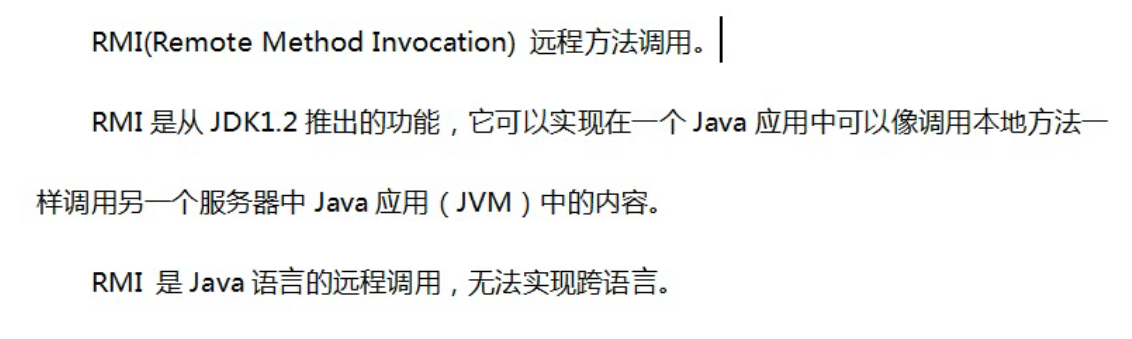 RMI(Remote Method Invocation) 远程方法调用。
RMI 是从 JDK1.2 推出的功能，它可以实现在一个 Java 应用中可以像调用本地方法一
样调用另一个服务器中 Java 应用（JVM）中的内容。
RMI 是 Java 语言的远程调用，无法实现跨语言。